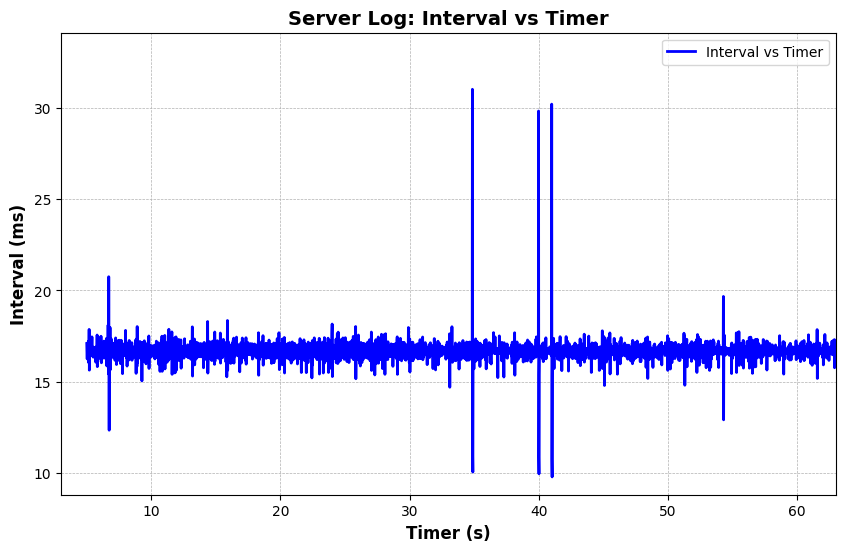 Server Log: Interval vs Timer
Interval vs Timer
Interval (ms)
30
25
20
15
10
10 20 30 40 50 60
Timer (s)